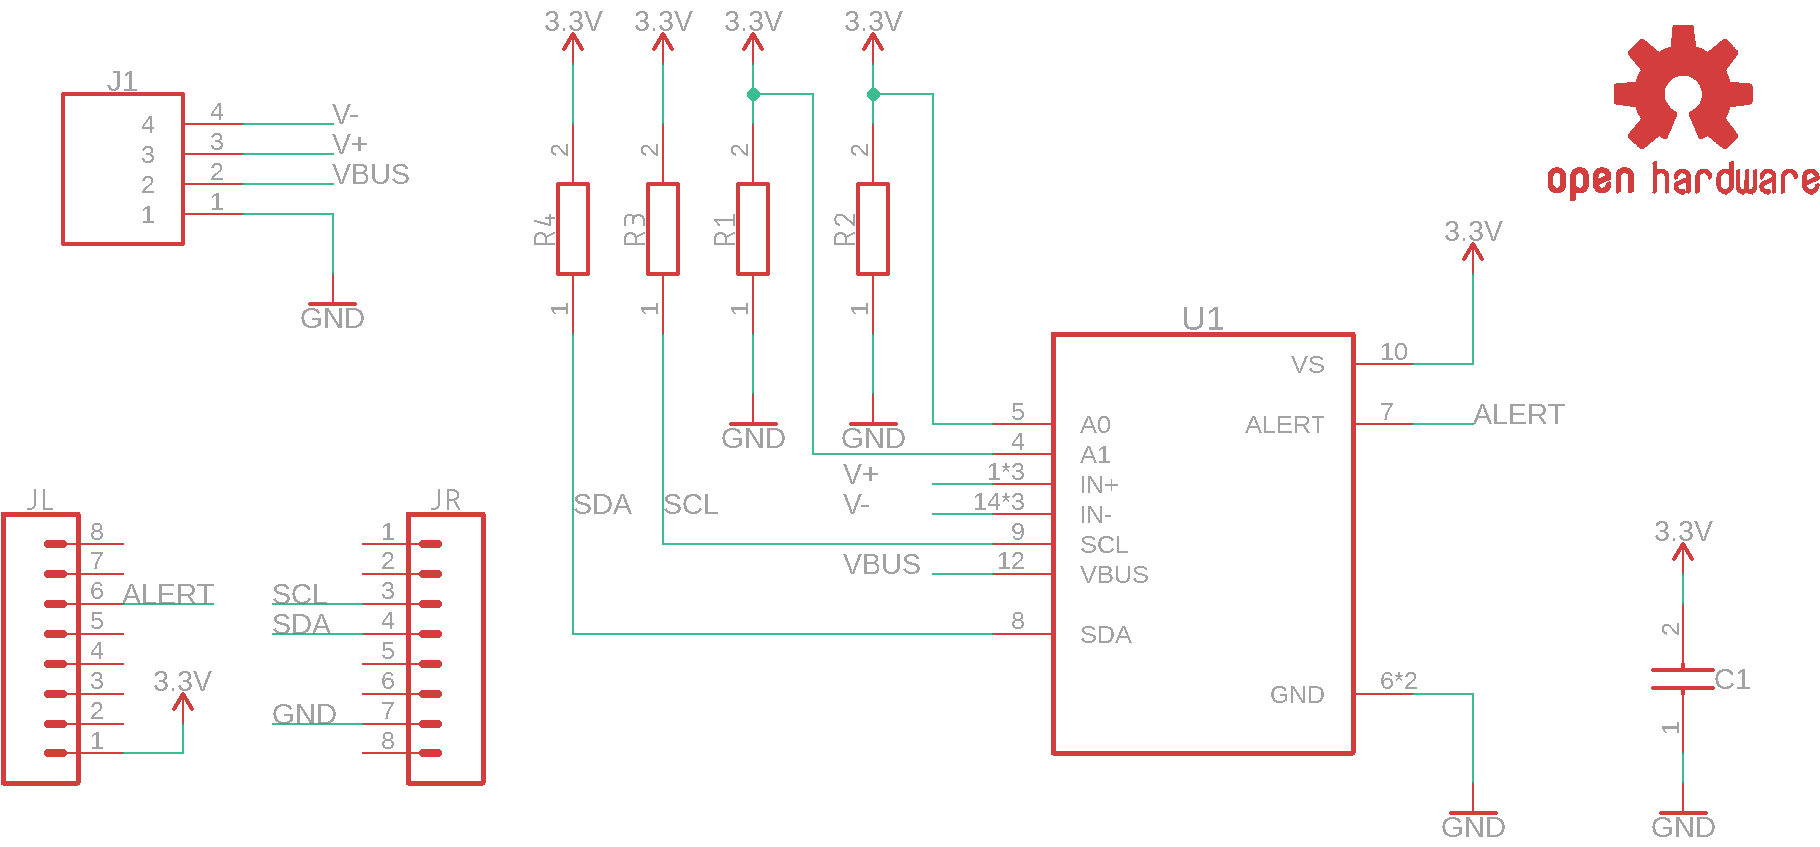 3.3V 3.3V 3.3V 3.3V
J1
4 4 V-
3 3 V+
2 2 VBUS
1 1
GND
2 2 2 2
R4 R3 R1 R2
1 1 1 1
GND GND
open hardware
3.3V
U1
VS 10
5 A0 ALERT 7 ALERT
4 A1
V+ 1*3 IN+
V- 14*3 IN-
SDA SCL
9 SCL
VBUS 12 VBUS
8 SDA
GND 6*2
GND
JL JR
8 1
7 2
6 ALERT SCL 3
5 SDA 4
4 5
3 3.3V 6
2 GND 7
1 8
3.3V
2
C1
1
GND